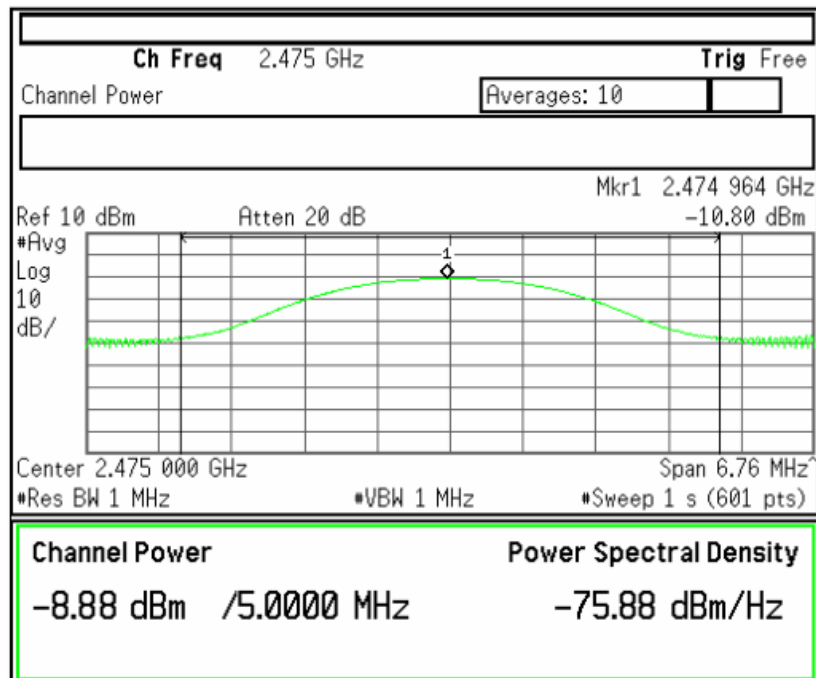 Ch Freq 2.475 GHz Trig Free
Channel Power Averages: 10
Mkr1 2.474 964 GHz
Ref 10 dBm Atten 20 dB -10.80 dBm
#Avg
1
Log
10
dB/
Center 2.475 000 GHz Span 6.76 MHz^
#Res BW 1 MHz #VBW 1 MHz #Sweep 1 s (601 pts)
Channel Power Power Spectral Density
-8.88 dBm /5.0000 MHz -75.88 dBm/Hz